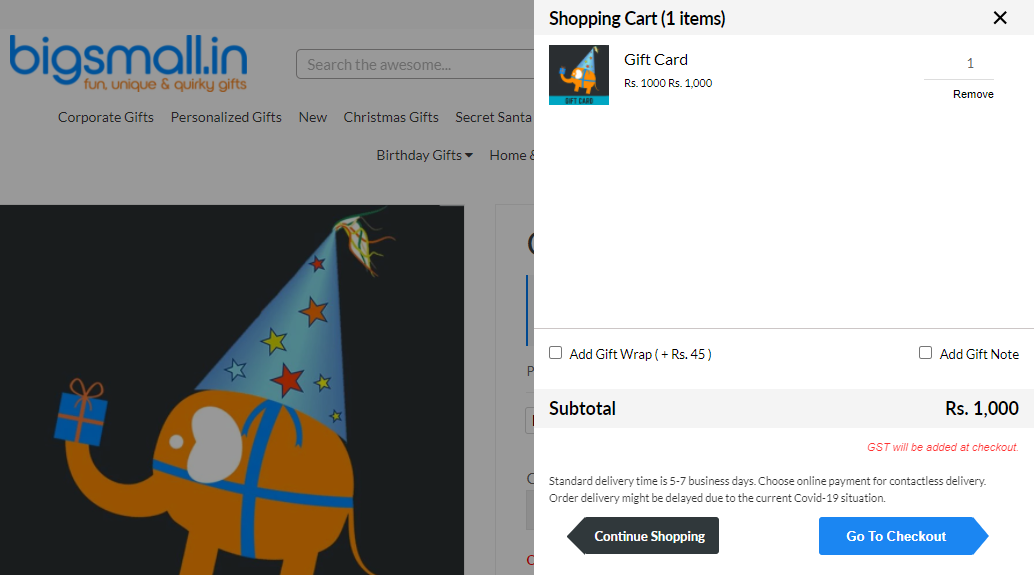 bigsmall.in
fun, unique & quirky gifts
Search the awesome...
Corporate Gifts Personalized Gifts New Christmas Gifts Secret Santa
Birthday Gifts Home &
Shopping Cart (1 items)
GIFT CARD
Gift Card
1
Rs. 1000 Rs. 1,000
Remove
Add Gift Wrap ( + Rs. 45 )
Add Gift Note
Subtotal
Rs. 1,000
GST will be added at checkout.
Standard delivery time is 5-7 business days. Choose online payment for contactless delivery.
Order delivery might be delayed due to the current Covid-19 situation.
Continue Shopping
Go To Checkout